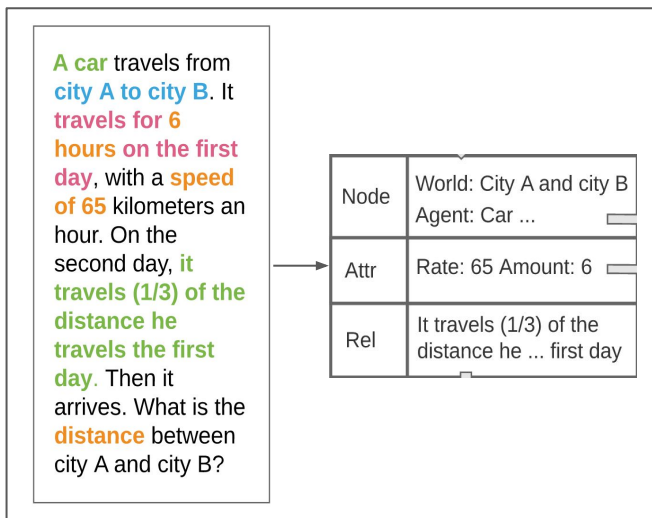 A car travels from
city A to city B. It
travels for 6
hours on the first
day, with a speed
of 65 kilometers an
hour. On the
second day, it
travels (1/3) of the
distance he
travels the first
day. Then it
arrives. What is the
distance between
city A and city B?
Node
World: City A and city B
Agent: Car ...
Attr
Rate: 65 Amount: 6
Rel
It travels (1/3) of the
distance he ... first day